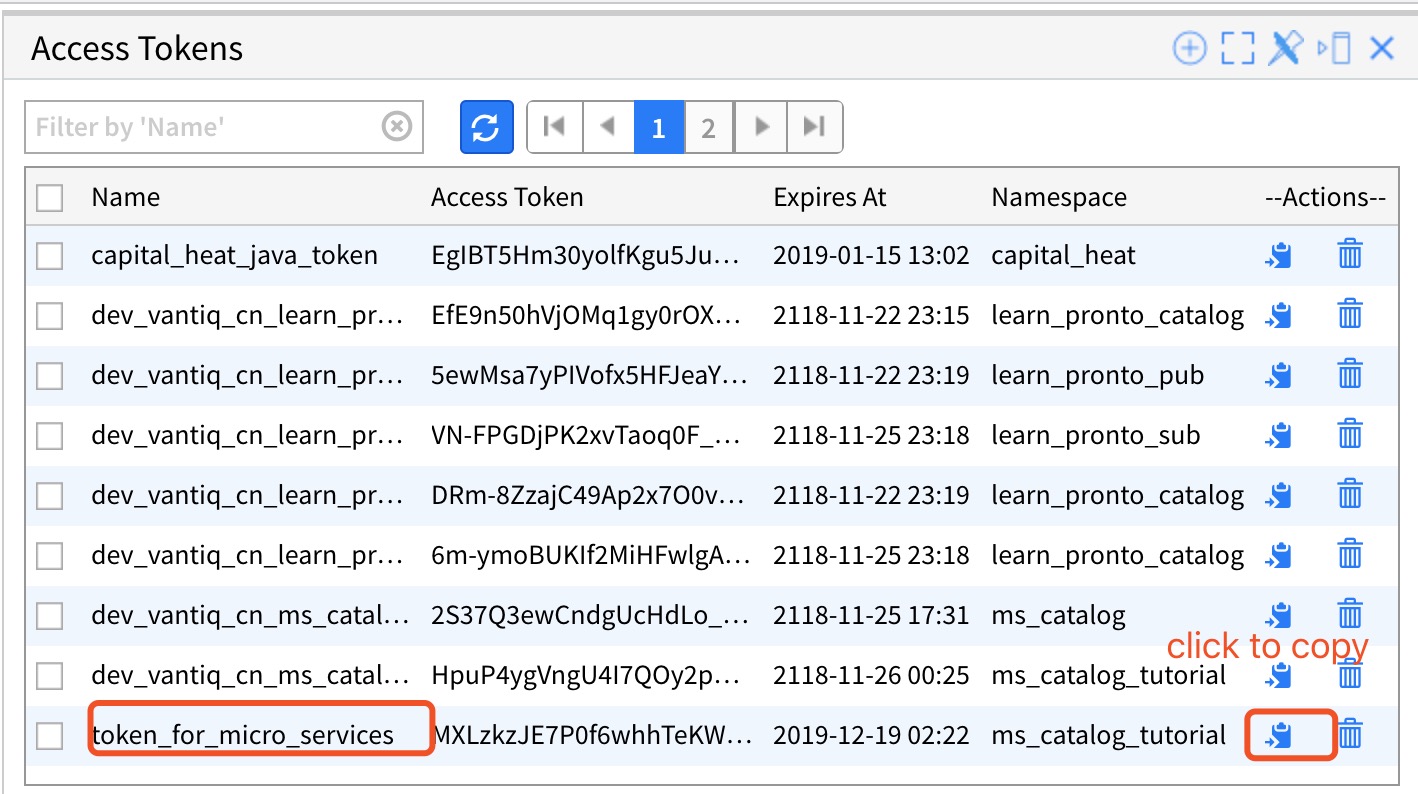 Access Tokens
Filter by 'Name'
1 2
Name Access Token Expires At Namespace --Actions--
capital_heat_java_token EgIBT5Hm30yolfKgu5Ju... 2019-01-15 13:02 capital_heat
dev_vantiq_cn_learn_pr... EfE9n50hVjOMq1gy0rOX... 2118-11-22 23:15 learn_pronto_catalog
dev_vantiq_cn_learn_pr... 5ewMsa7yPIVofx5HFJeaY... 2118-11-22 23:19 learn_pronto_pub
dev_vantiq_cn_learn_pr... VN-FPGDjPK2xvTaoq0F_... 2118-11-25 23:18 learn_pronto_sub
dev_vantiq_cn_learn_pr... DRm-8ZzajC49Ap2x7O0v... 2118-11-22 23:19 learn_pronto_catalog
dev_vantiq_cn_learn_pr... 6m-ymoBUKIf2MiHFwlgA... 2118-11-25 23:18 learn_pronto_catalog
dev_vantiq_cn_ms_catal... 2S37Q3ewCndgUcHdLo_... 2118-11-25 17:31 ms_catalog
click to copy
dev_vantiq_cn_ms_catal... HpuP4ygVngU4I7QOy2p... 2118-11-26 00:25 ms_catalog_tutorial
token_for_micro_services MXLzkzJE7P0f6whhTeKW... 2019-12-19 02:22 ms_catalog_tutorial